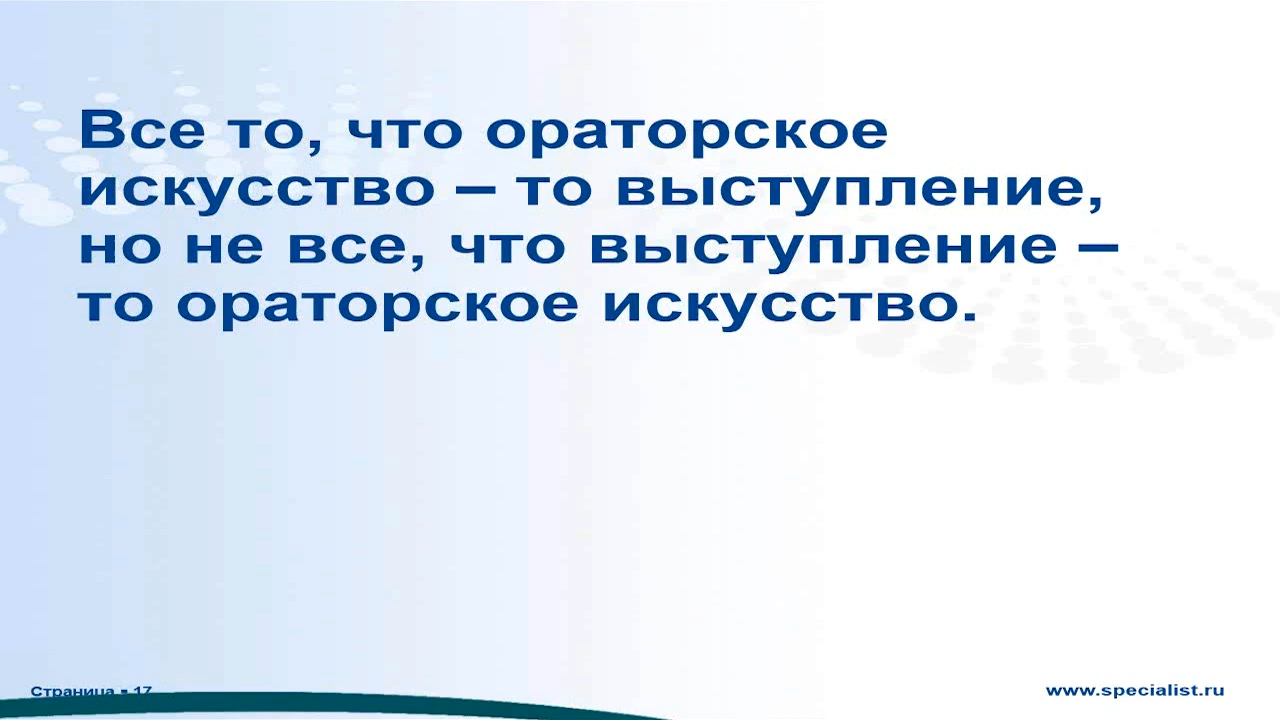 Все то, что ораторское
искусство – то выступление,
но не все, что выступление –
то ораторское искусство.
Страница ▪ 17
www.specialist.ru